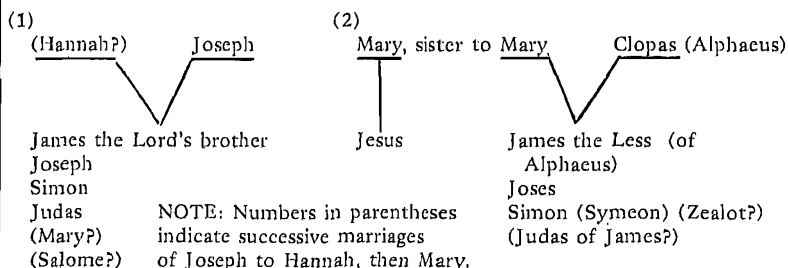 (1) (2)
(Hannah?) Joseph Mary, sister to Mary Clopas (Alphaeus)
James the Lord's brother Jesus James the Less (of
Joseph Alphaeus)
Simon Joses
Judas NOTE: Numbers in parentheses Simon (Symeon) (Zealot?)
(Mary?) indicate successive marriages (Judas of James?)
(Salome?) of Joseph to Hannah, then Mary.